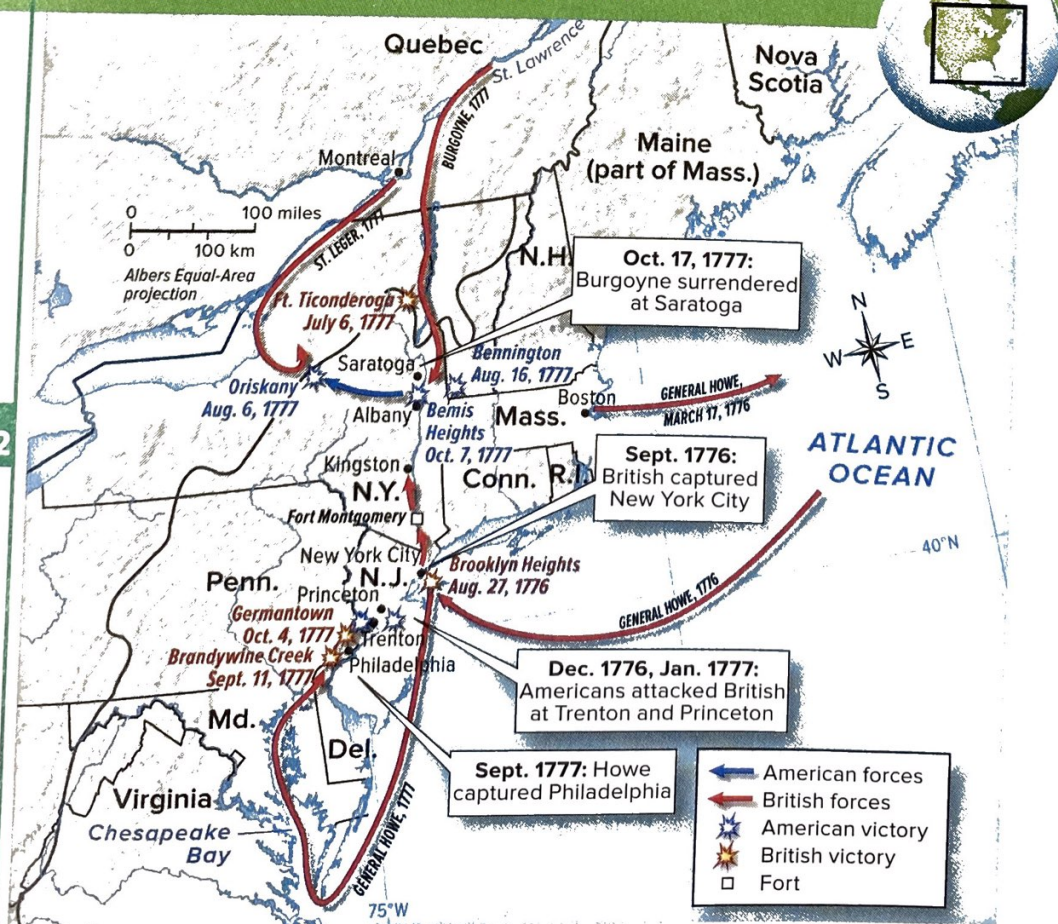 Quebec
St. Lawrence
Nova
Scotia
BURGOYNE, 1777
Maine
(part of Mass.)
Montreal
0 100 miles
0 100 km
Albers Equal-Area
projection
ST. LEGER, 1777
N.H.
Oct. 17, 1777:
Burgoyne surrendered
at Saratoga
Ft. Ticonderoga
July 6, 1777
N
W E
S
Saratoga
Bennington
Aug. 16, 1777
Oriskany
Aug. 6, 1777
Albany
Bemis
Heights
Oct. 7, 1777
Mass.
Boston
GENERAL HOWE,
MARCH 17, 1776
ATLANTIC
OCEAN
2
Kingston
N.Y.
Conn.
R.I.
Sept. 1776:
British captured
New York City
Fort Montgomery
40°N
New York City
Brooklyn Heights
Aug. 27, 1776
Penn.
N.J.
Princeton
GENERAL HOWE, 1776
Germantown
Oct. 4, 1777
Trenton
Brandywine Creek
Sept. 11, 1777
Philadelphia
Dec. 1776, Jan. 1777:
Americans attacked British
at Trenton and Princeton
Md.
Del.
Sept. 1777: Howe
captured Philadelphia
Virginia
Chesapeake
Bay
GENERAL HOWE, 1777
75°W
American forces
British forces
American victory
British victory
Fort